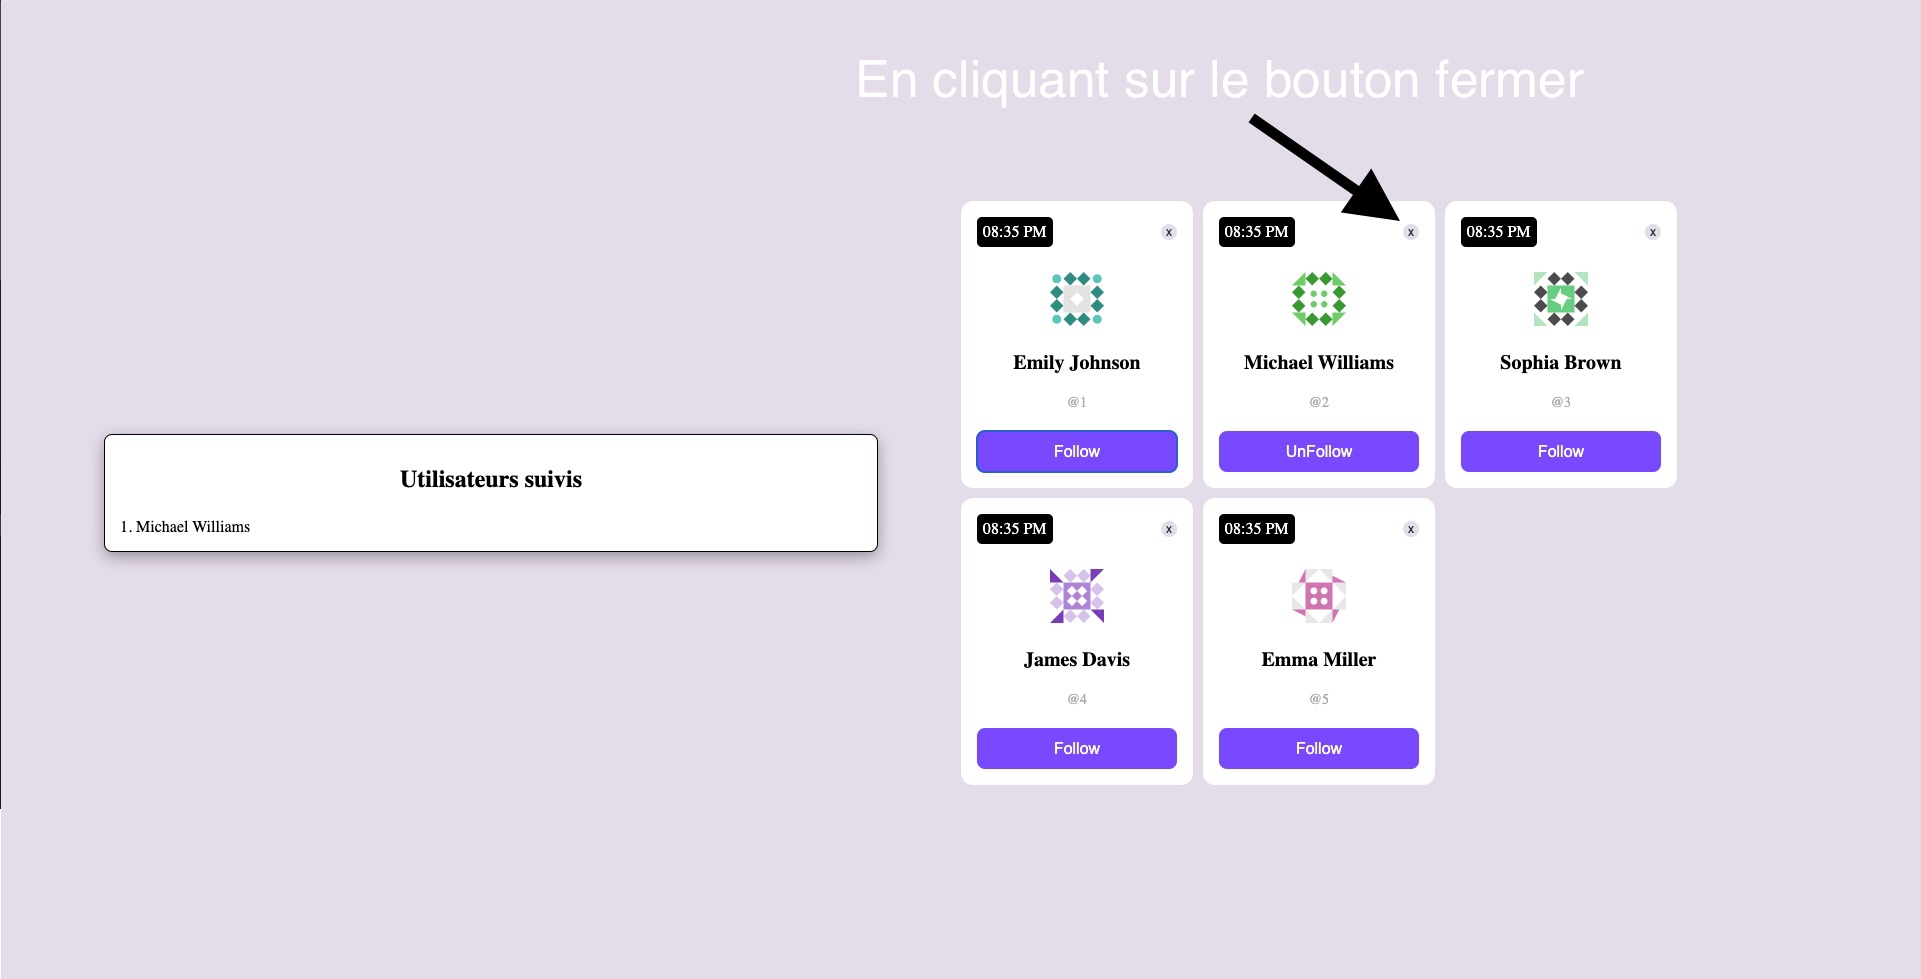 En cliquant sur le bouton fermer
08:35 PM x
08:35 PM x
08:35 PM x
Emily Johnson
Michael Williams
Sophia Brown
@1
@2
@3
Follow
UnFollow
Follow
Utilisateurs suivis
1. Michael Williams
08:35 PM x
08:35 PM x
James Davis
Emma Miller
@4
@5
Follow
Follow